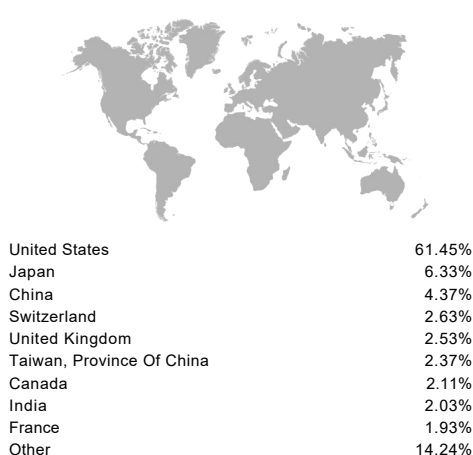 United States 61.45%
Japan 6.33%
China 4.37%
Switzerland 2.63%
United Kingdom 2.53%
Taiwan, Province Of China 2.37%
Canada 2.11%
India 2.03%
France 1.93%
Other 14.24%